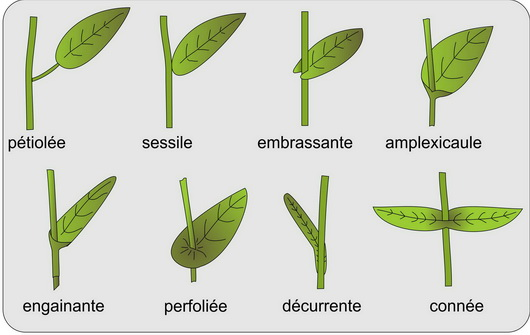 pétiolée
sessile
embrassante
amplexicaule
engainante
perfoliée
décurrente
connée